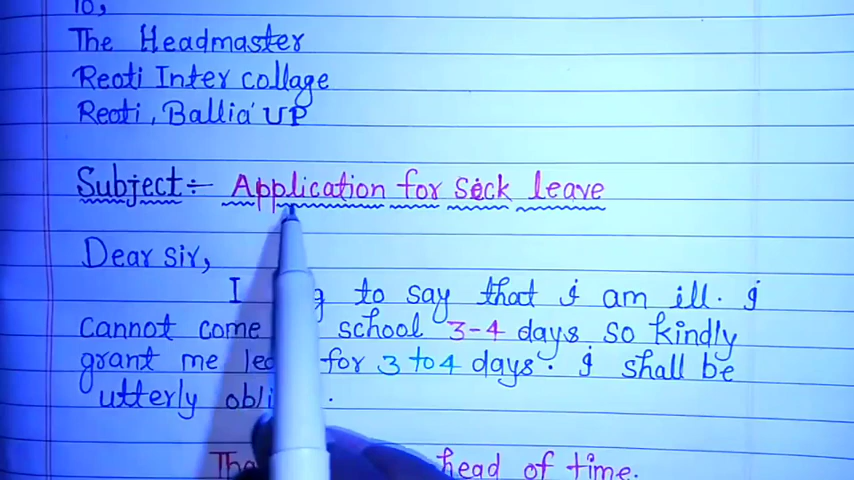 To,
The Headmaster
Reoti Inter collage
Reoti, Ballia UP
Subject:- Application for sick leave
Dear sir,
I to say that I am ill. I
cannot come school 3-4 days. so kindly
grant me for 3 to 4 days. I shall be
utterly
head of time.